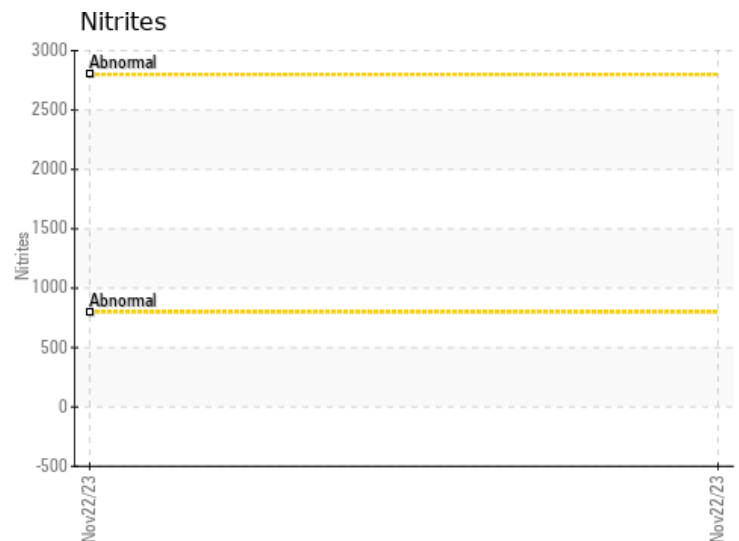 Nitrites
3000
Abnormal
2500
2000
1500
Nitrites
1000
Abnormal
500
0
-500
Nov22/23
Nov22/23